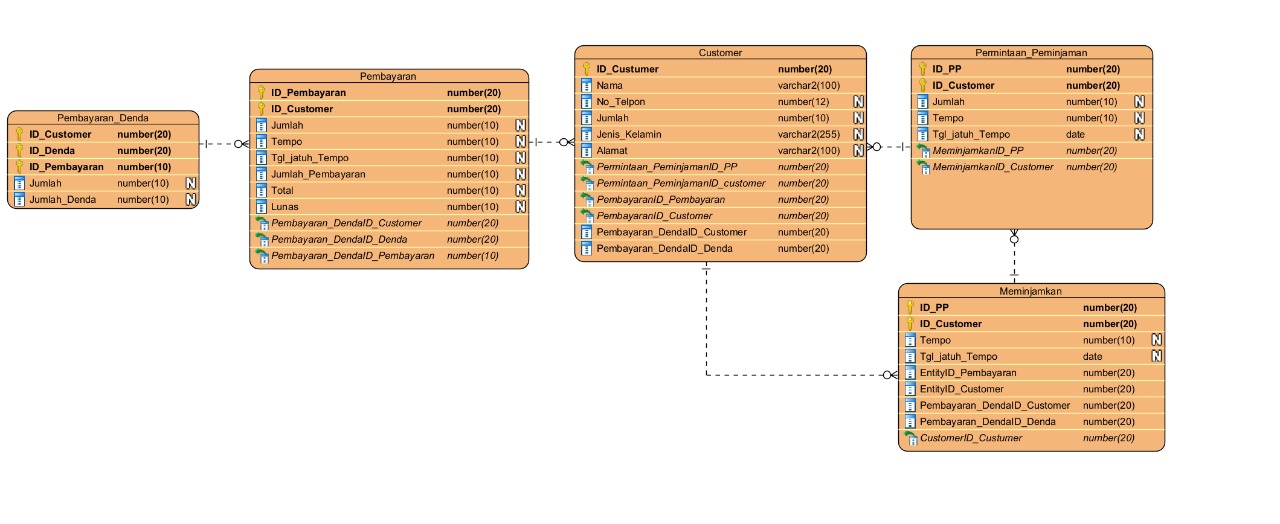 Pembayaran_Denda
ID_Customer number(20)
ID_Denda number(20)
ID_Pembayaran number(10)
Jumlah number(10) N
Jumlah_Denda number(10) N
Pembayaran
ID_Pembayaran number(20)
ID_Customer number(20)
Jumlah number(10) N
Tempo number(10) N
Tgl_jatuh_Tempo number(10) N
Jumlah_Pembayaran number(10) N
Total number(10) N
Lunas number(10) N
Pembayaran_DendaID_Customer number(20)
Pembayaran_DendaID_Denda number(20)
Pembayaran_DendaID_Pembayaran number(10)
Customer
ID_Custumer number(20)
Nama varchar2(100)
No_Telpon number(12) N
Jumlah number(10) N
Jenis_Kelamin varchar2(255) N
Alamat varchar2(100) N
Permintaan_PeminjamanID_PP number(20)
Permintaan_PeminjamanID_customer number(20)
PembayaranID_Pembayaran number(20)
PembayaranID_Customer number(20)
Pembayaran_DendaID_Customer number(20)
Pembayaran_DendaID_Denda number(20)
Permintaan_Peminjaman
ID_PP number(20)
ID_Customer number(20)
Jumlah number(10) N
Tempo number(10) N
Tgl_jatuh_Tempo date N
MeminjamkanID_PP number(20)
MeminjamkanID_Customer number(20)
Meminjamkan
ID_PP number(20)
ID_Customer number(20)
Tempo number(10) N
Tgl_jatuh_Tempo date N
EntityID_Pembayaran number(20)
EntityID_Customer number(20)
Pembayaran_DendaID_Customer number(20)
Pembayaran_DendaID_Denda number(20)
CustomerID_Custumer number(20)